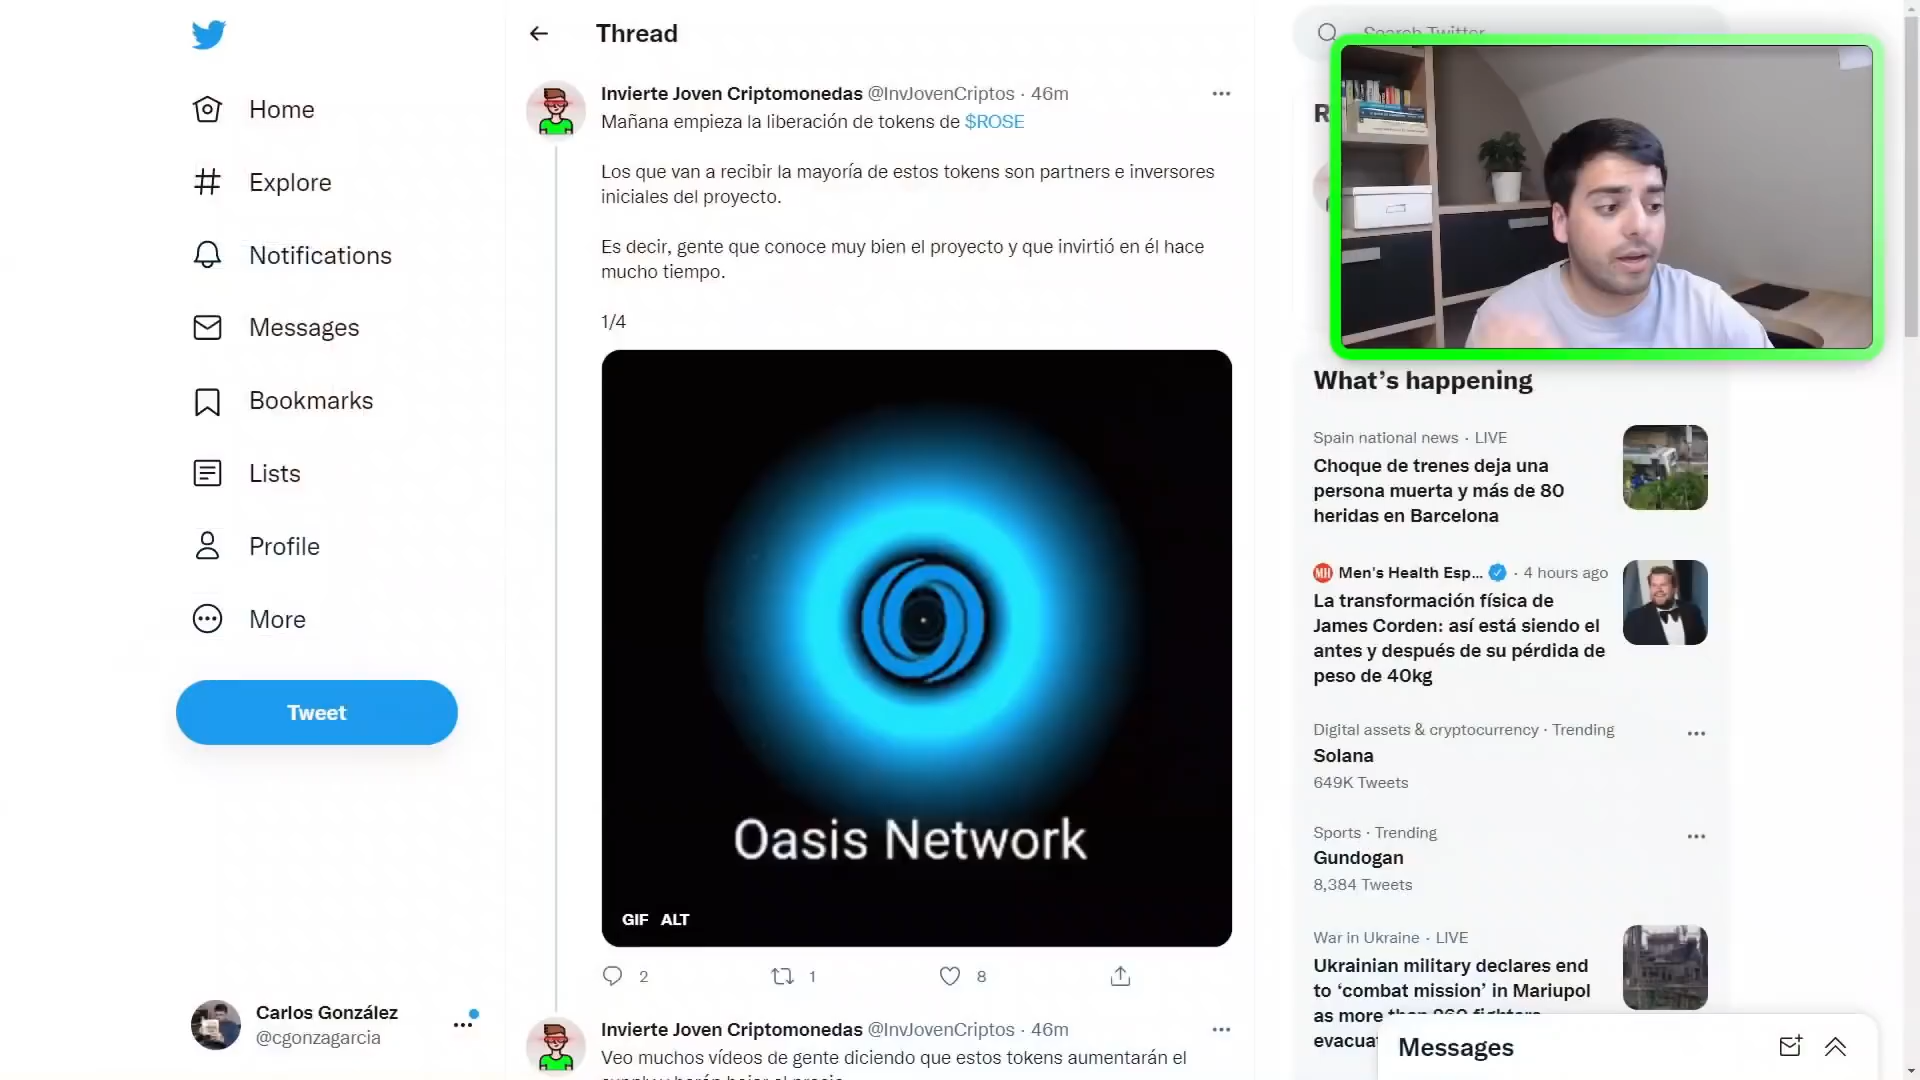 Home
Explore
Notifications
Messages
Bookmarks
Lists
Profile
More
Tweet
Carlos González
@cgonzagarcia
Thread
Invierte Joven Criptomonedas @InvJovenCriptos · 46m
Mañana empieza la liberación de tokens de $ROSE
Los que van a recibir la mayoría de estos tokens son partners e inversores
iniciales del proyecto.
Es decir, gente que conoce muy bien el proyecto y que invirtió en él hace
mucho tiempo.
1/4
Oasis Network
GIF ALT
2 1 8
Invierte Joven Criptomonedas @InvJovenCriptos · 46m
Veo muchos vídeos de gente diciendo que estos tokens aumentarán el
Search Twitter
R
What's happening
Spain national news · LIVE
Choque de trenes deja una
persona muerta y más de 80
heridas en Barcelona
MH Men's Health Esp... · 4 hours ago
La transformación física de
James Corden: así está siendo el
antes y después de su pérdida de
peso de 40kg
Digital assets & cryptocurrency · Trending
Solana
649K Tweets
Sports · Trending
Gundogan
8,384 Tweets
War in Ukraine · LIVE
Ukrainian military declares end
to ‘combat mission’ in Mariupol
as more than
Messages